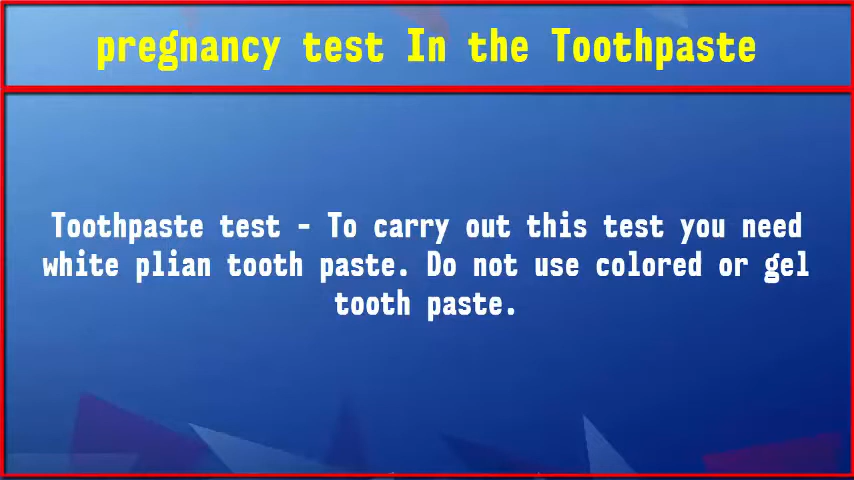 pregnancy test In the Toothpaste
Toothpaste test - To carry out this test you need
white plian tooth paste. Do not use colored or gel
tooth paste.